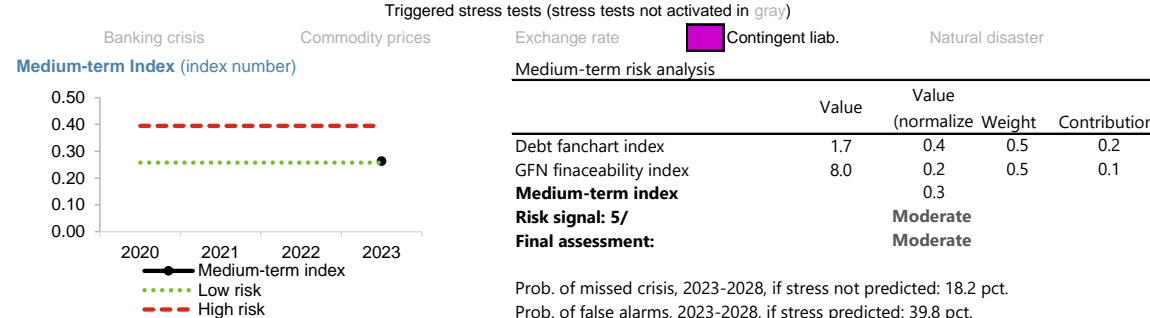 Triggered stress tests (stress tests not activated in gray)
Banking crisis Commodity prices Exchange rate Contingent liab. Natural disaster
Medium-term Index (index number)
0.50
0.40
0.30
0.20
0.10
0.00
2020 2021 2022 2023
Medium-term index
Low risk
High risk
Medium-term risk analysis
Value Value (normalize Weight Contribution
Debt fanchart index 1.7 0.4 0.5 0.2
GFN finaceability index 8.0 0.2 0.5 0.1
Medium-term index 0.3
Risk signal: 5/ Moderate
Final assessment: Moderate
Prob. of missed crisis, 2023-2028, if stress not predicted: 18.2 pct.
Prob. of false alarms, 2023-2028, if stress predicted: 39.8 pct.